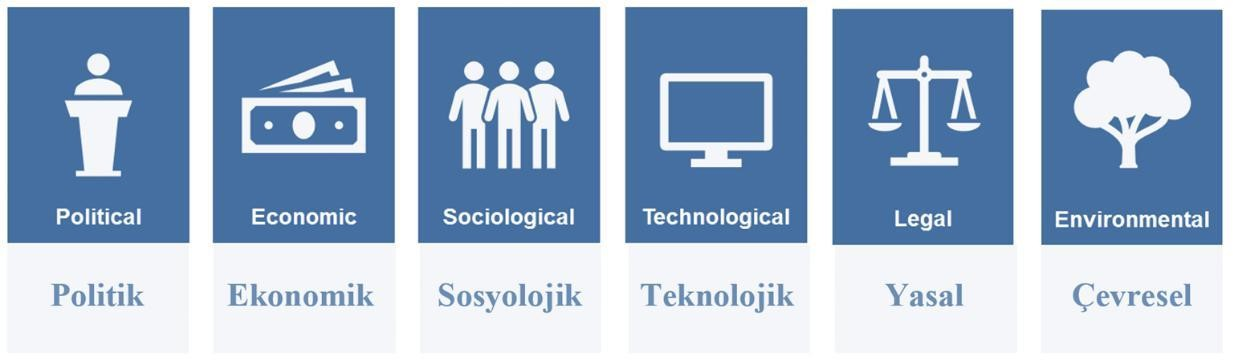 Political
Economic
Sociological
Technological
Legal
Environmental
Politik
Ekonomik
Sosyolojik
Teknolojik
Yasal
Çevresel